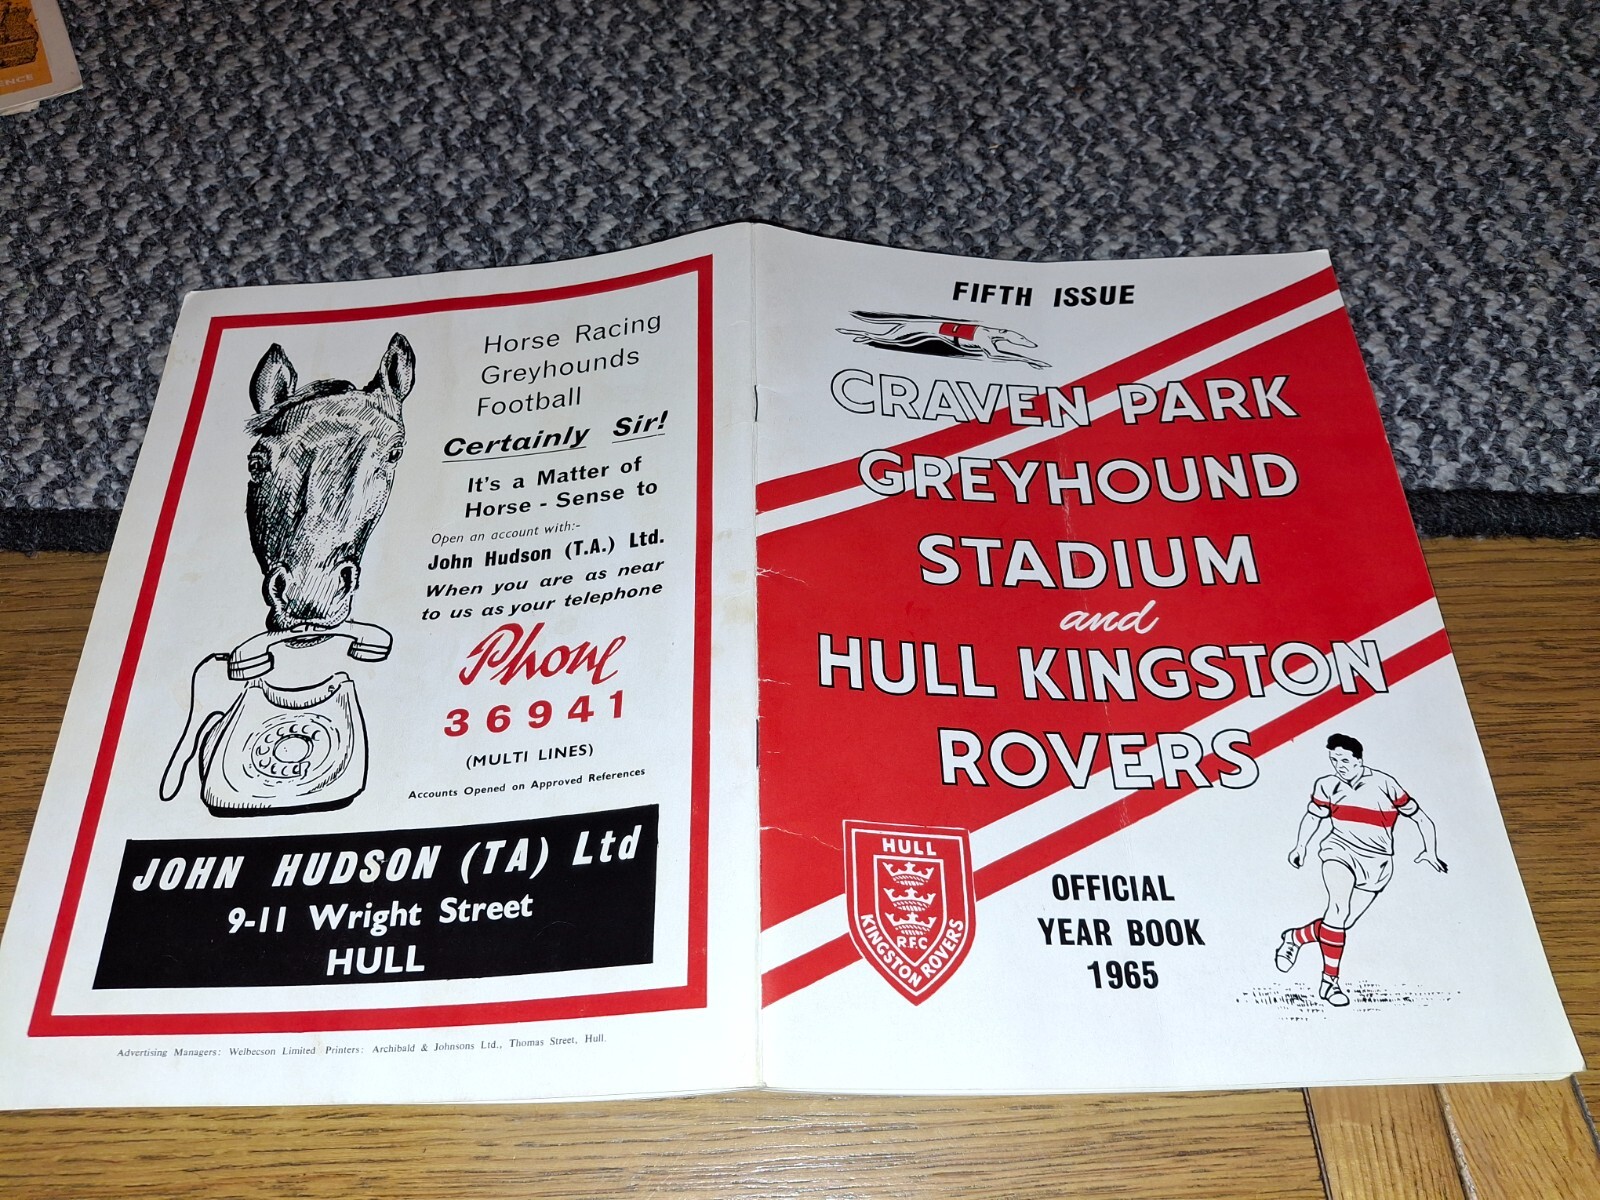 ENCE
Horse Racing
Greyhounds
Football
Certainly Sir!
It's a Matter of
Horse - Sense to
Open an account with:-
John Hudson (T.A.) Ltd.
When you are as near
to us as your telephone
Phone
36941
(MULTI LINES)
Accounts Opened on Approved References
JOHN HUDSON (TA) Ltd
9-11 Wright Street
HULL
Advertising Managers: Welbecson Limited Printers: Archibald & Johnsons Ltd., Thomas Street, Hull.
FIFTH ISSUE
CRAVEN PARK
GREYHOUND
STADIUM
and
HULL KINGSTON
ROVERS
HULL
R.F.C
KINGSTON ROVERS
OFFICIAL
YEAR BOOK
1965